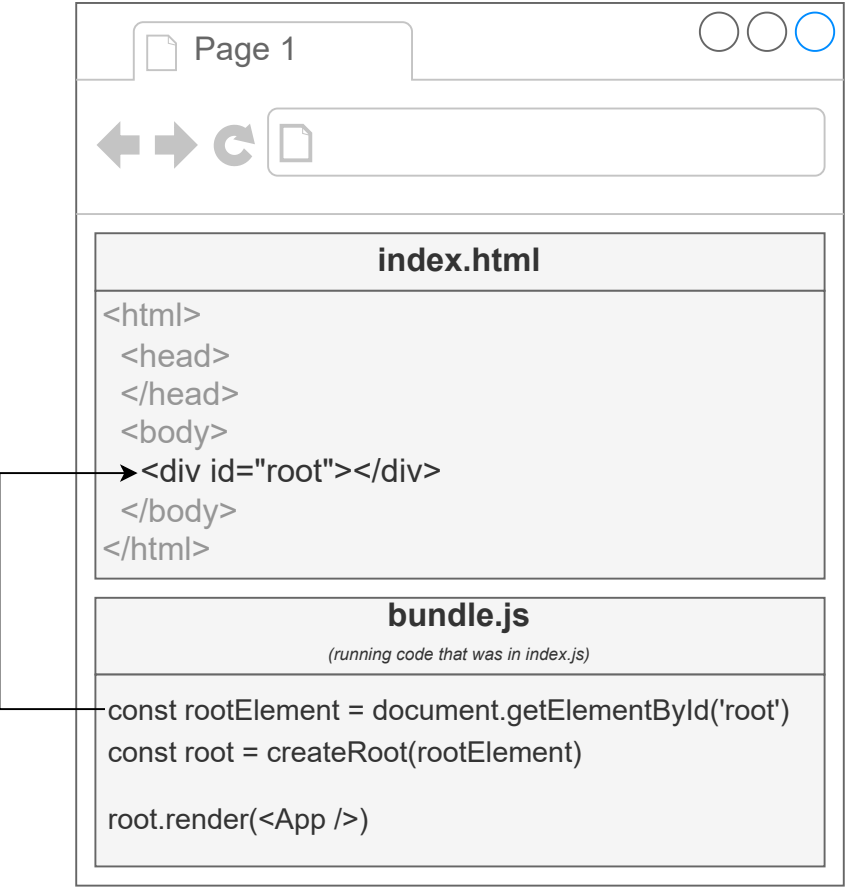 Page 1
index.html
<html>
<head>
</head>
<body>
<div id="root"></div>
</body>
</html>
bundle.js
(running code that was in index.js)
const rootElement = document.getElementById('root')
const root = createRoot(rootElement)
root.render(<App />)